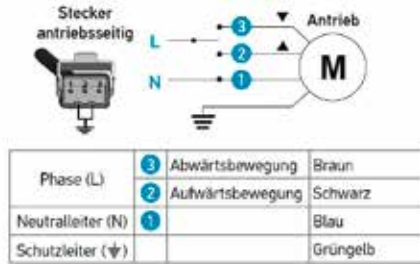 Stecker
antriebsseitig
Antrieb
L
3
2
N
1
M
Phase (L) 3 Abwärtsbewegung Braun
2 Aufwärtsbewegung Schwarz
Neutralleiter (N) 1 Blau
Schutzleiter (⏚) Grüngelb